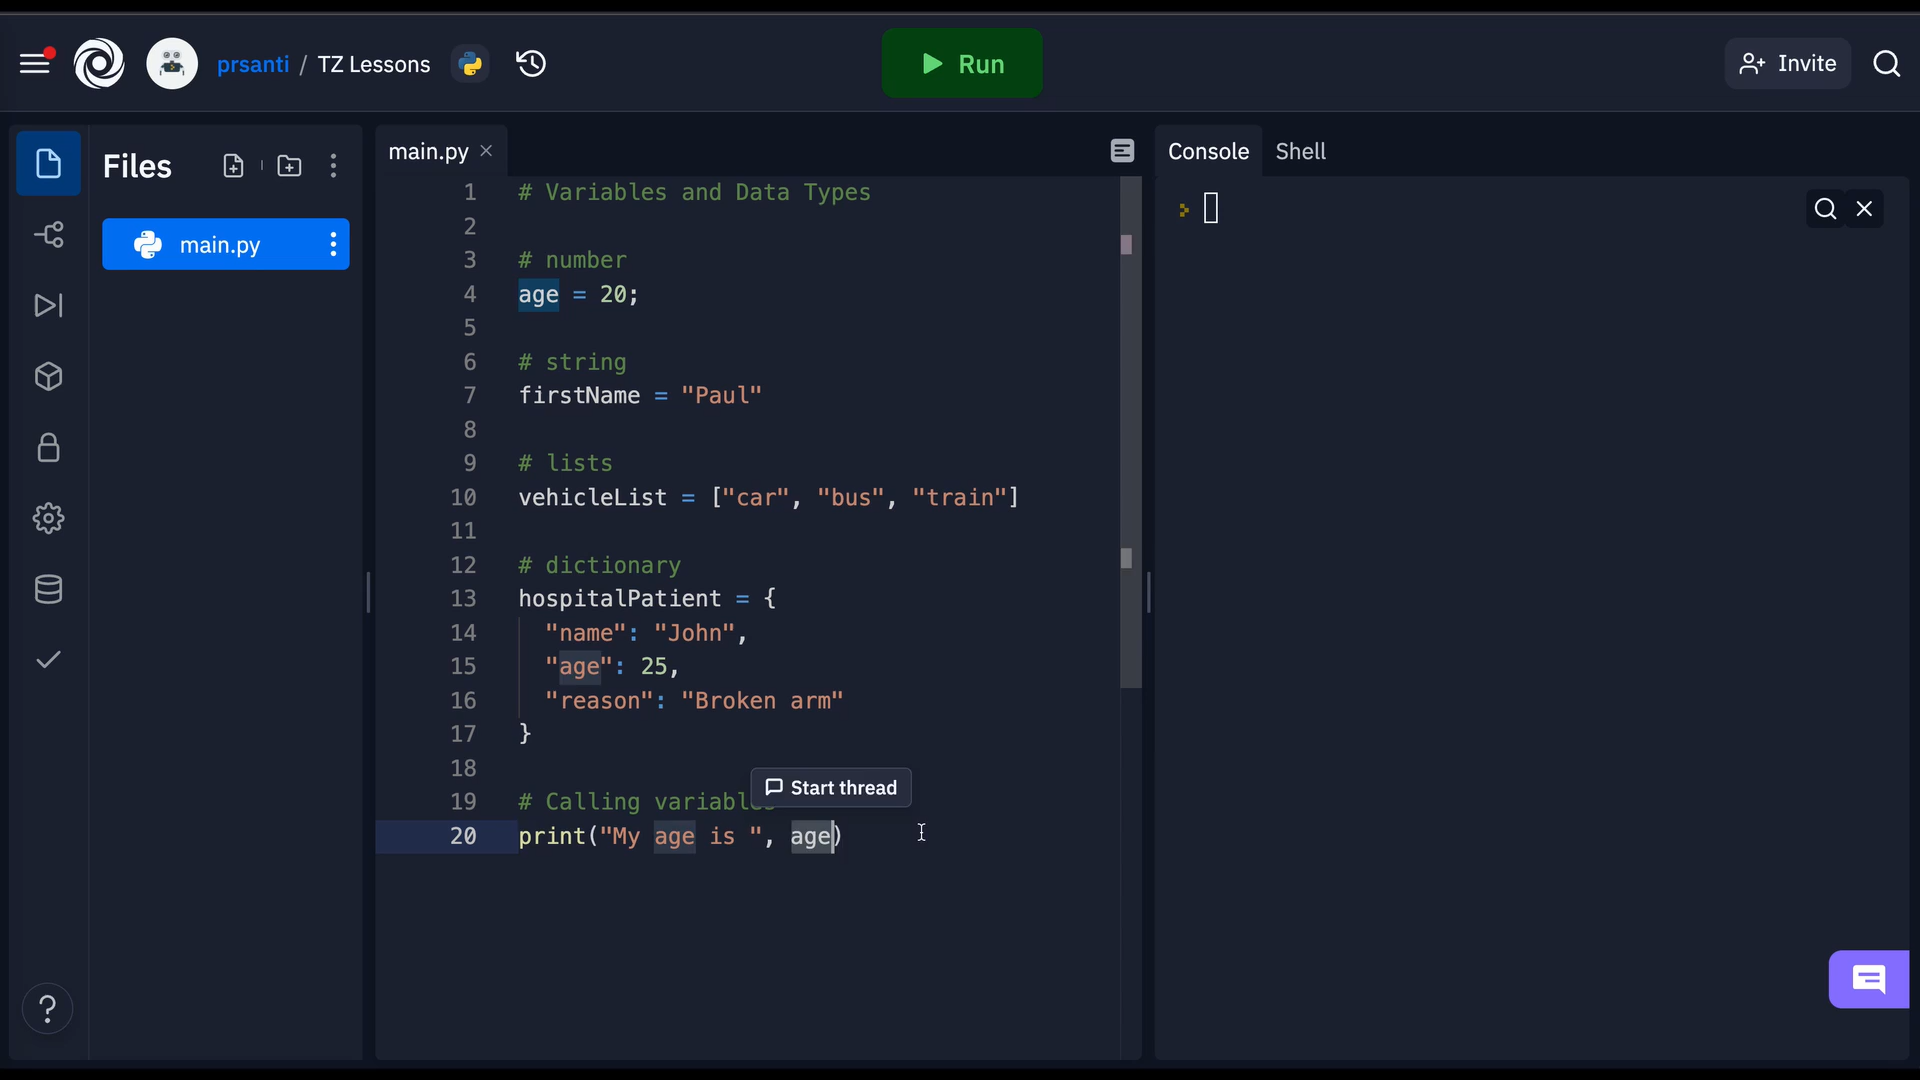 prsanti / TZ Lessons
Run
Invite
Files
main.py
main.py
Console
Shell
1 # Variables and Data Types
2
3 # number
4 age = 20;
5
6 # string
7 firstName = "Paul"
8
9 # lists
10 vehicleList = ["car", "bus", "train"]
11
12 # dictionary
13 hospitalPatient = {
14 "name": "John",
15 "age": 25,
16 "reason": "Broken arm"
17 }
18
Start thread
19 # Calling variables
20 print("My age is ", age)
?